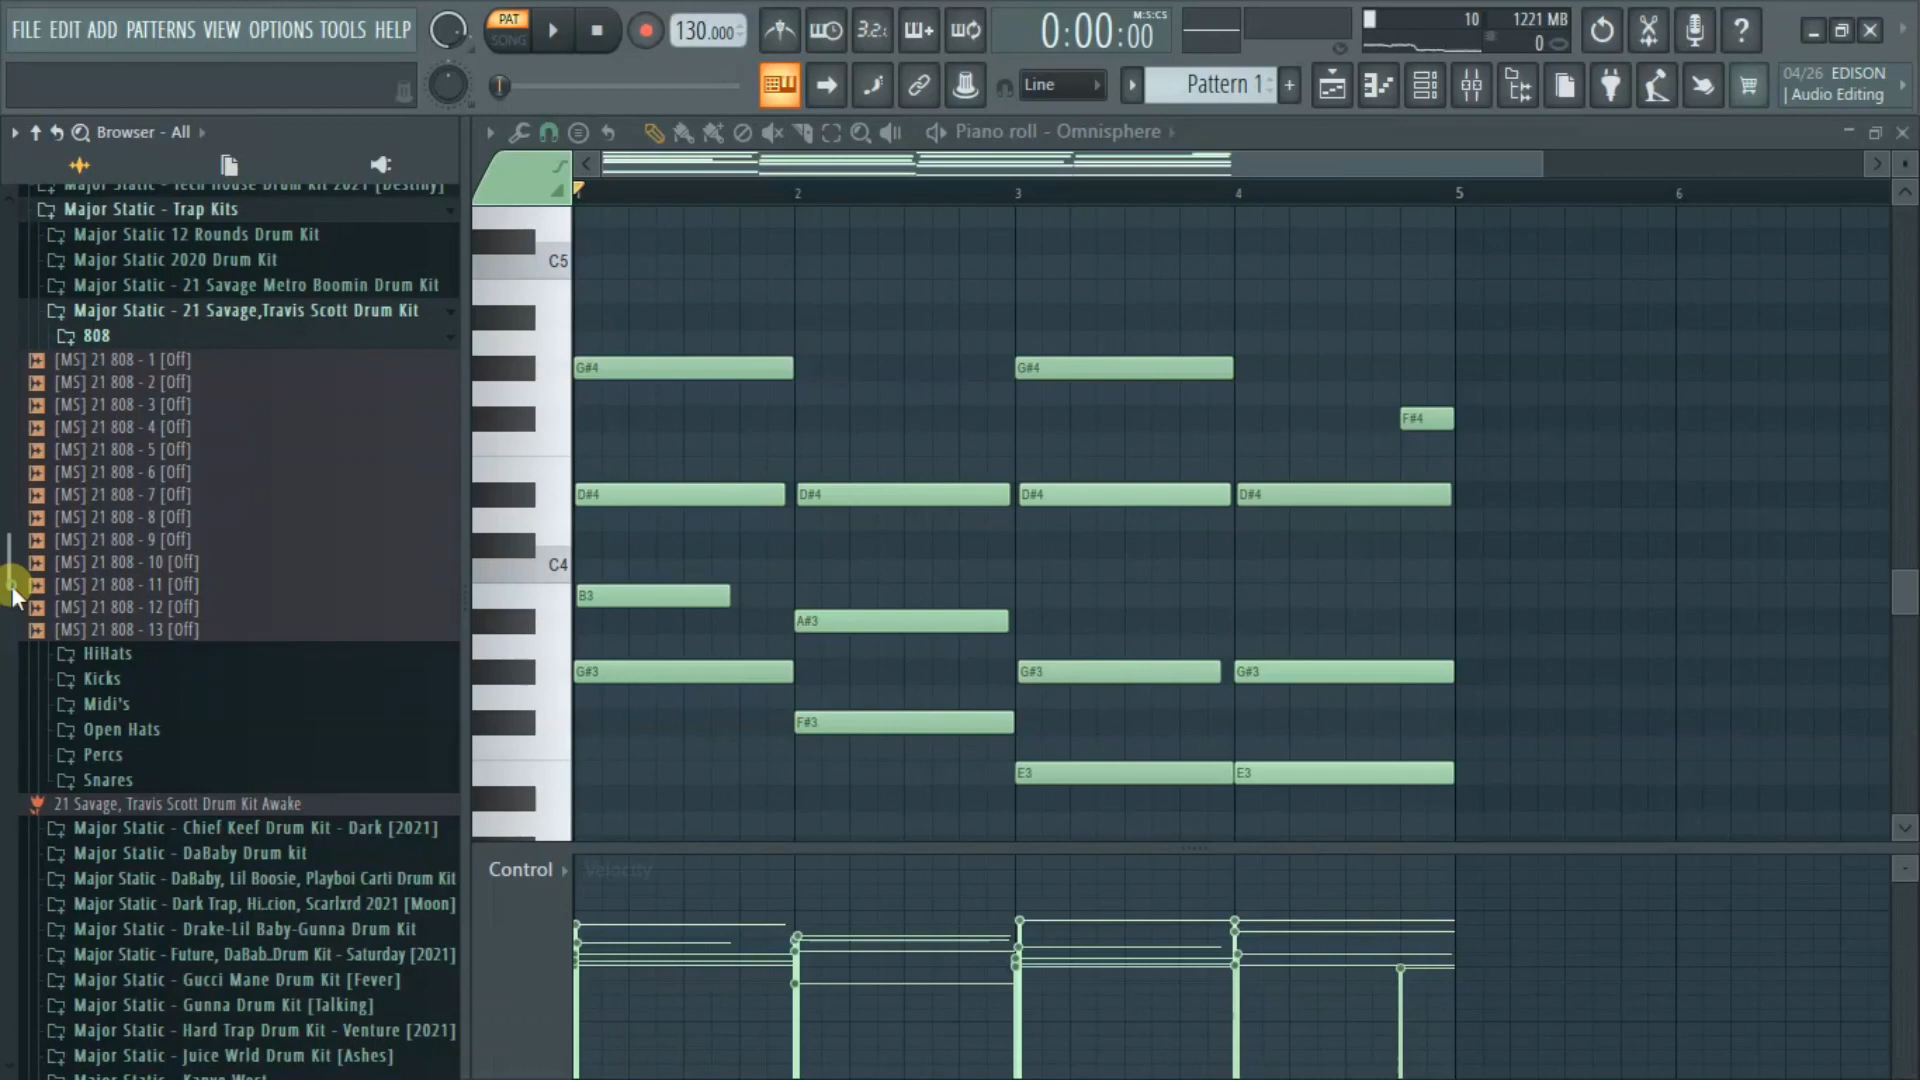 FILE EDIT ADD PATTERNS VIEW OPTIONS TOOLS HELP
PAT
SONG
130.000
3.2.
0:00:00
M:S:CS
10
1221 MB
0
Line
Pattern 1
+
04/26 EDISON
| Audio Editing
Browser - All
Piano roll - Omnisphere
Major Static - Tech House Drum Kit 2021 [Destiny]
Major Static - Trap Kits
Major Static 12 Rounds Drum Kit
Major Static 2020 Drum Kit
Major Static - 21 Savage Metro Boomin Drum Kit
Major Static - 21 Savage,Travis Scott Drum Kit
808
[MS] 21 808 - 1 [Off]
[MS] 21 808 - 2 [Off]
[MS] 21 808 - 3 [Off]
[MS] 21 808 - 4 [Off]
[MS] 21 808 - 5 [Off]
[MS] 21 808 - 6 [Off]
[MS] 21 808 - 7 [Off]
[MS] 21 808 - 8 [Off]
[MS] 21 808 - 9 [Off]
[MS] 21 808 - 10 [Off]
[MS] 21 808 - 11 [Off]
[MS] 21 808 - 12 [Off]
[MS] 21 808 - 13 [Off]
HiHats
Kicks
Midi's
Open Hats
Percs
Snares
21 Savage, Travis Scott Drum Kit Awake
Major Static - Chief Keef Drum Kit - Dark [2021]
Major Static - DaBaby Drum kit
Major Static - DaBaby, Lil Boosie, Playboi Carti Drum Kit
Major Static - Dark Trap, Hi..cion, Scarlxrd 2021 [Moon]
Major Static - Drake-Lil Baby-Gunna Drum Kit
Major Static - Future, DaBab..Drum Kit - Saturday [2021]
Major Static - Gucci Mane Drum Kit [Fever]
Major Static - Gunna Drum Kit [Talking]
Major Static - Hard Trap Drum Kit - Venture [2021]
Major Static - Juice Wrld Drum Kit [Ashes]
2 3 4 5 6
C5
G#4 G#4
F#4
D#4 D#4 D#4 D#4
C4
B3
A#3
G#3 G#3 G#3
F#3
E3 E3
Control
Velocity